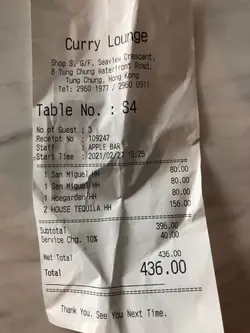 Curry Lounge
Shop 8, G/F, Seaview Crescent,
8 Tung Chung Waterfront Road,
Tung Chung, Hong Kong
Tel: 2960 1977 / 2960 0911
Table No. : S4
No of Guest : 3
Receipt No : 109247
Staff : APPLE BAR
Start Time : 2021/02/27 15:25
1 San Miguel HH 80.00
1 San Miguel HH 80.00
1 Hoegarden HH 80.00
2 HOUSE TEQUILA HH 156.00
Subtotal 396.00
Service Chg. 10% 40.00
Net Total 436.00
Total 436.00
Thank You. See You Next Time.